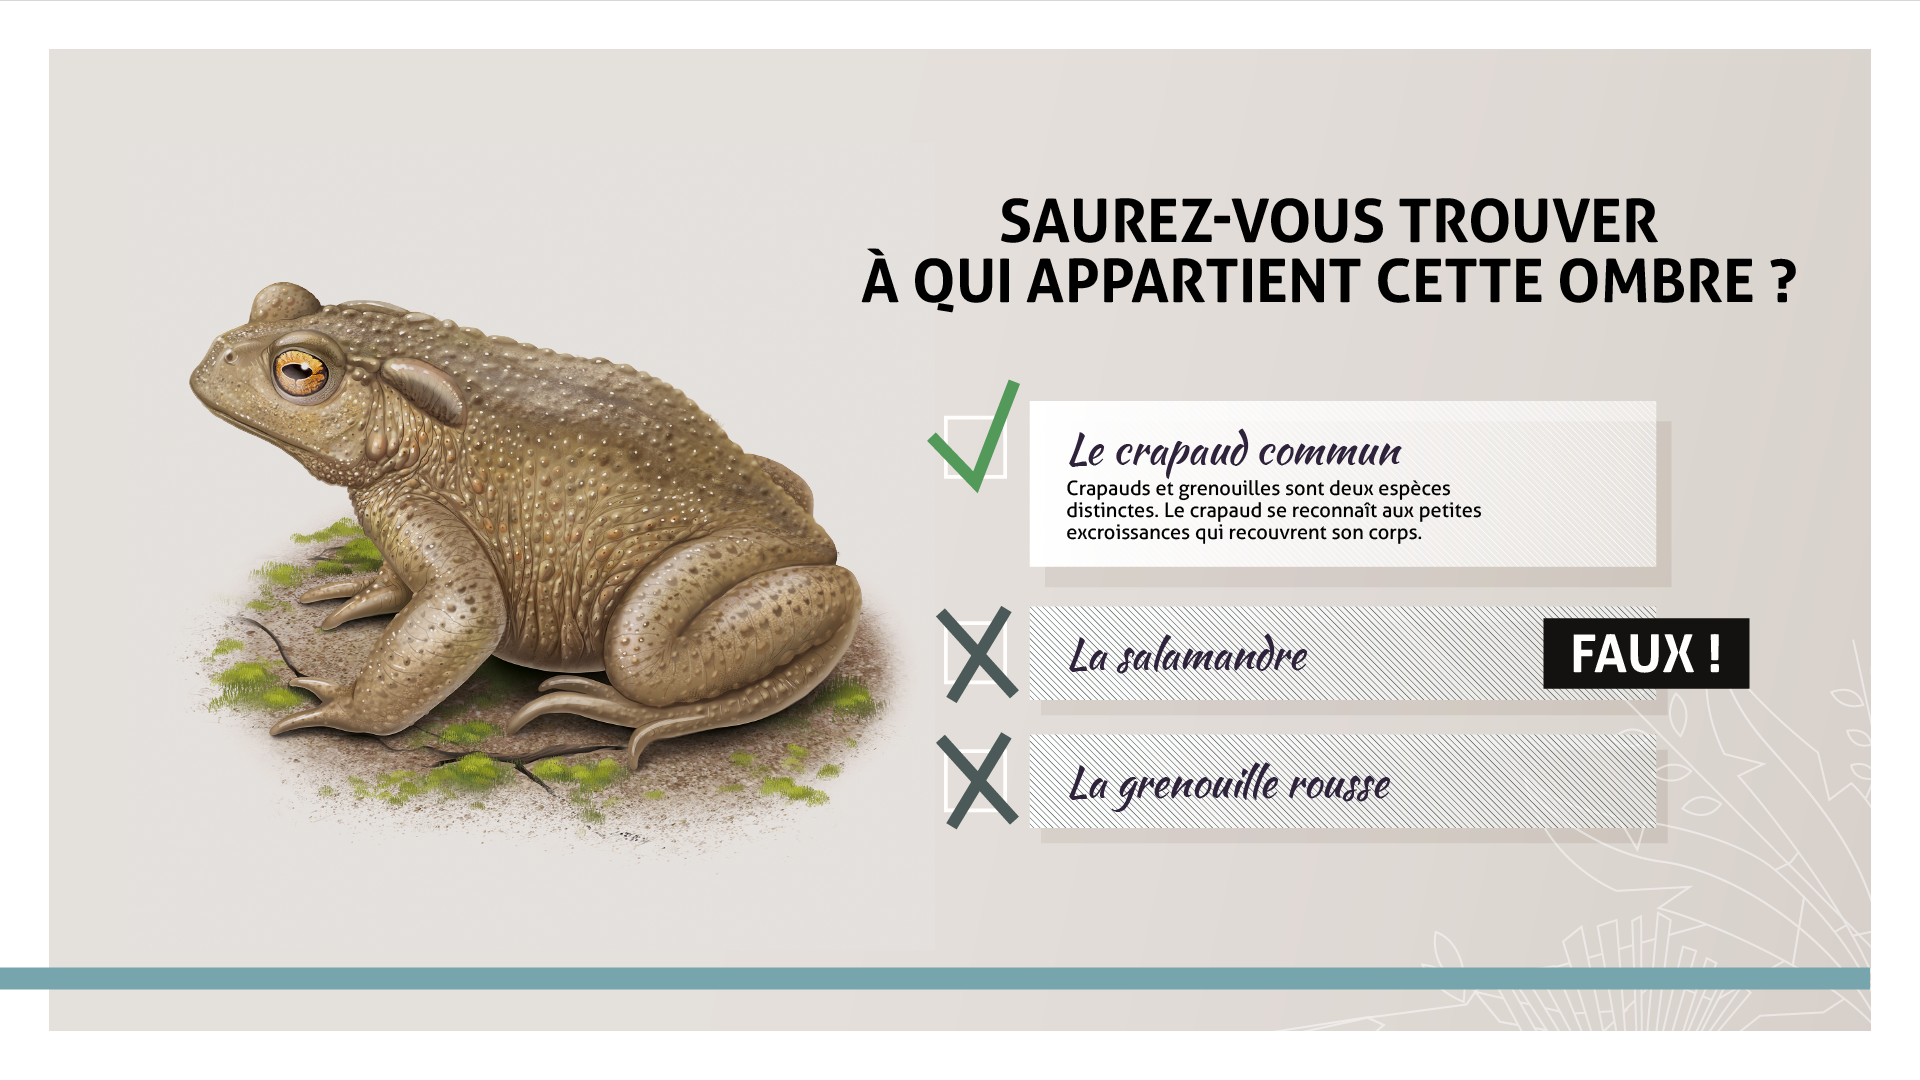 SAUREZ-VOUS TROUVER
À QUI APPARTIENT CETTE OMBRE ?
Le crapaud commun
Crapauds et grenouilles sont deux espèces
distinctes. Le crapaud se reconnaît aux petites
excroissances qui recouvrent son corps.
La salamandre
FAUX !
La grenouille rousse